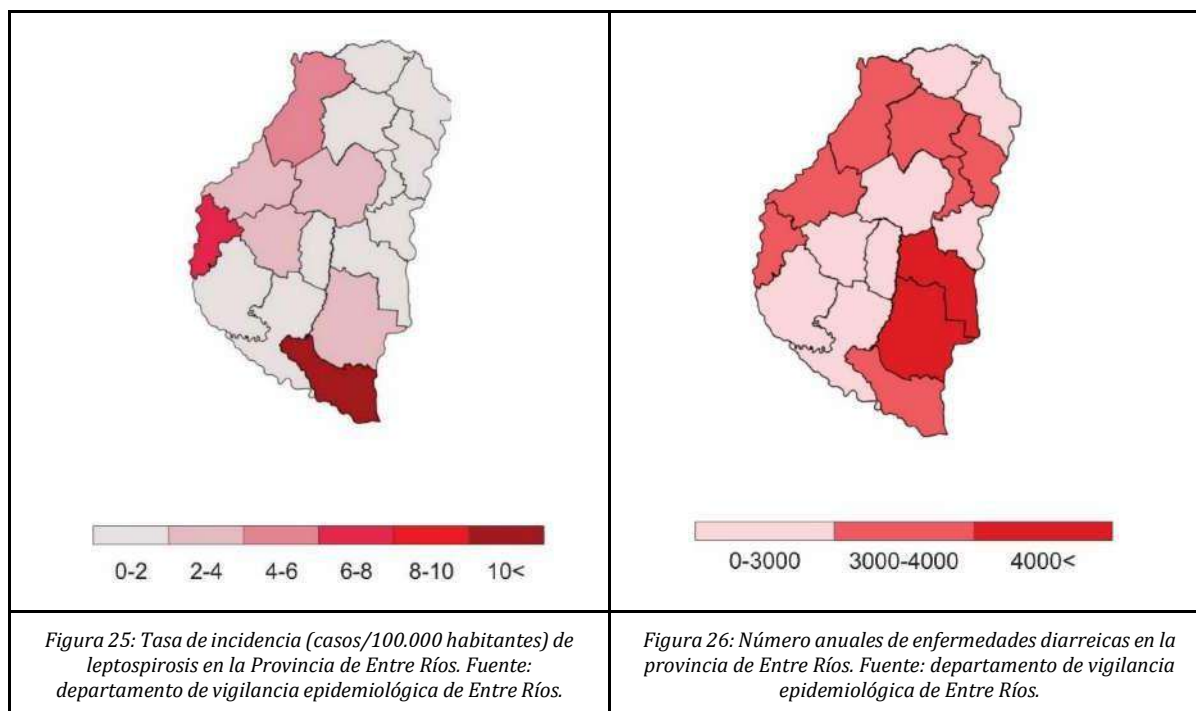 0-2 2-4 4-6 6-8 8-10 10<
0-3000 3000-4000 4000<
Figura 25: Tasa de incidencia (casos/100.000 habitantes) de
leptospirosis en la Provincia de Entre Ríos. Fuente:
departamento de vigilancia epidemiológica de Entre Ríos.
Figura 26: Número anuales de enfermedades diarreicas en la
provincia de Entre Ríos. Fuente: departamento de vigilancia
epidemiológica de Entre Ríos.